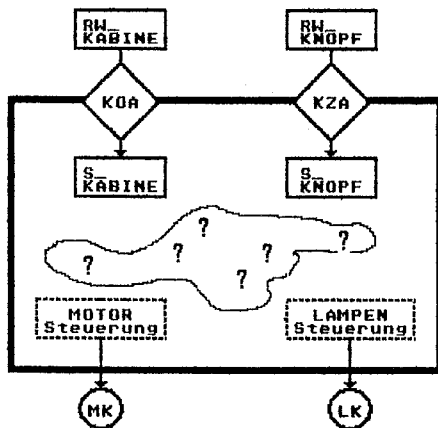 RW_
KABINE
RW_
KNOPF
KOA
KZA
S_
KABINE
S_
KNOPF
?
?
?
?
?
?
MOTOR
Steuerung
LAMPEN
Steuerung
MK
LK